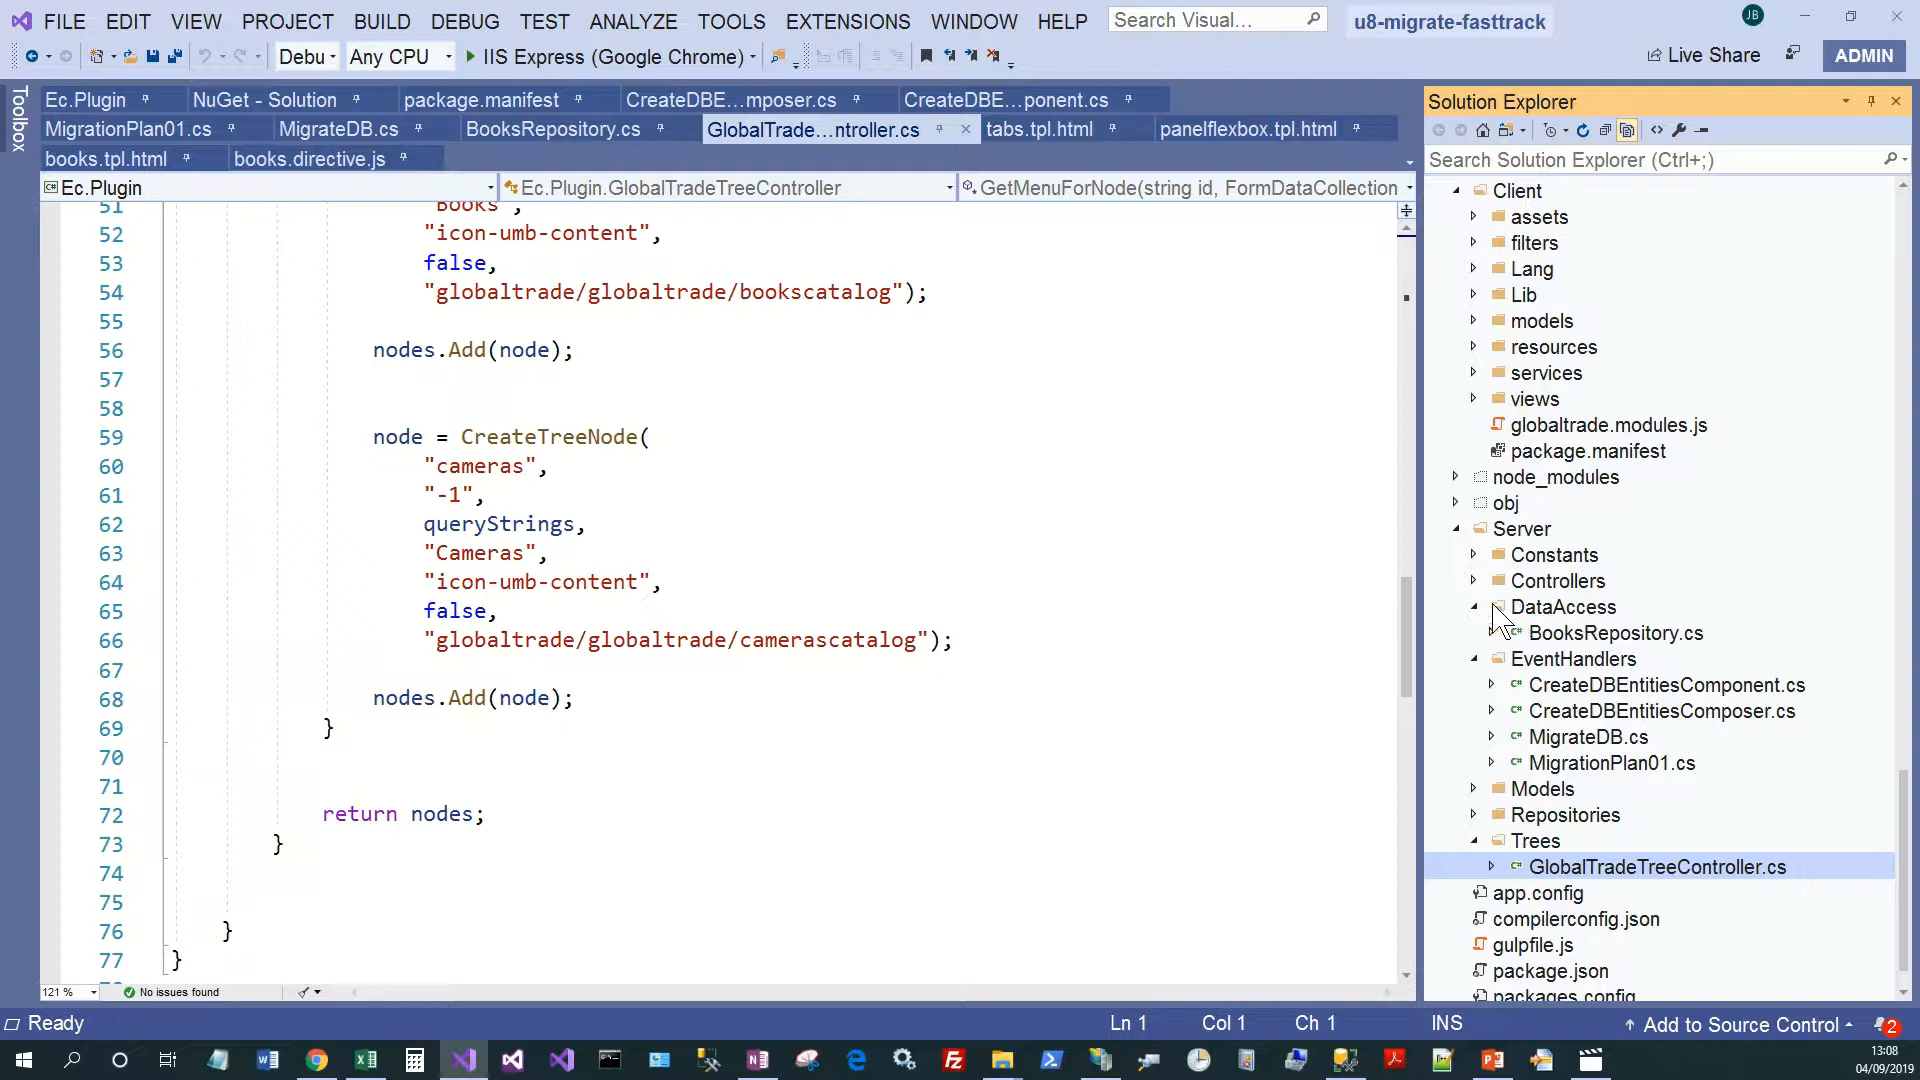 FILE EDIT VIEW PROJECT BUILD DEBUG TEST ANALYZE TOOLS EXTENSIONS WINDOW HELP Search Visual... u8-migrate-fasttrack JB
Debu Any CPU IIS Express (Google Chrome) Live Share ADMIN
Toolbox
Ec.Plugin NuGet - Solution package.manifest CreateDBE...mposer.cs CreateDBE...ponent.cs
MigrationPlan01.cs MigrateDB.cs BooksRepository.cs GlobalTrade...ntroller.cs tabs.tpl.html panelflexbox.tpl.html
books.tpl.html books.directive.js
Ec.Plugin Ec.Plugin.GlobalTradeTreeController GetMenuForNode(string id, FormDataCollection
51 "Books",
52 "icon-umb-content",
53 false,
54 "globaltrade/globaltrade/bookscatalog");
55
56 nodes.Add(node);
57
58
59 node = CreateTreeNode(
60 "cameras",
61 "-1",
62 queryStrings,
63 "Cameras",
64 "icon-umb-content",
65 false,
66 "globaltrade/globaltrade/camerascatalog");
67
68 nodes.Add(node);
69 }
70
71
72 return nodes;
73 }
74
75
76 }
77 }
121 % No issues found
Solution Explorer
Search Solution Explorer (Ctrl+;)
Client
assets
filters
Lang
Lib
models
resources
services
views
globaltrade.modules.js
package.manifest
node_modules
obj
Server
Constants
Controllers
DataAccess
BooksRepository.cs
EventHandlers
CreateDBEntitiesComponent.cs
CreateDBEntitiesComposer.cs
MigrateDB.cs
MigrationPlan01.cs
Models
Repositories
Trees
GlobalTradeTreeController.cs
app.config
compilerconfig.json
gulpfile.js
package.json
packages.config
Ready Ln 1 Col 1 Ch 1 INS Add to Source Control 2
13:08
04/09/2019